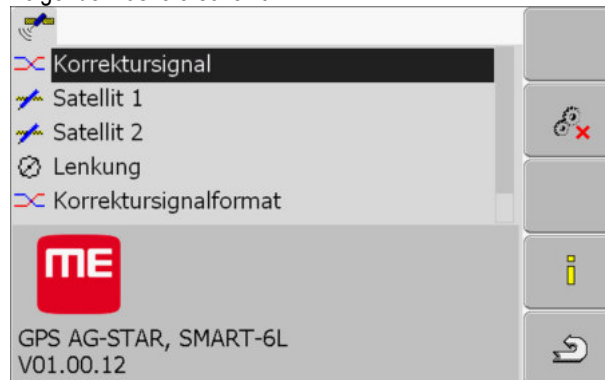 Korrektursignal
Satellit 1
Satellit 2
Lenkung
Korrektursignalformat
ME
GPS AG-STAR, SMART-6L
V01.00.12